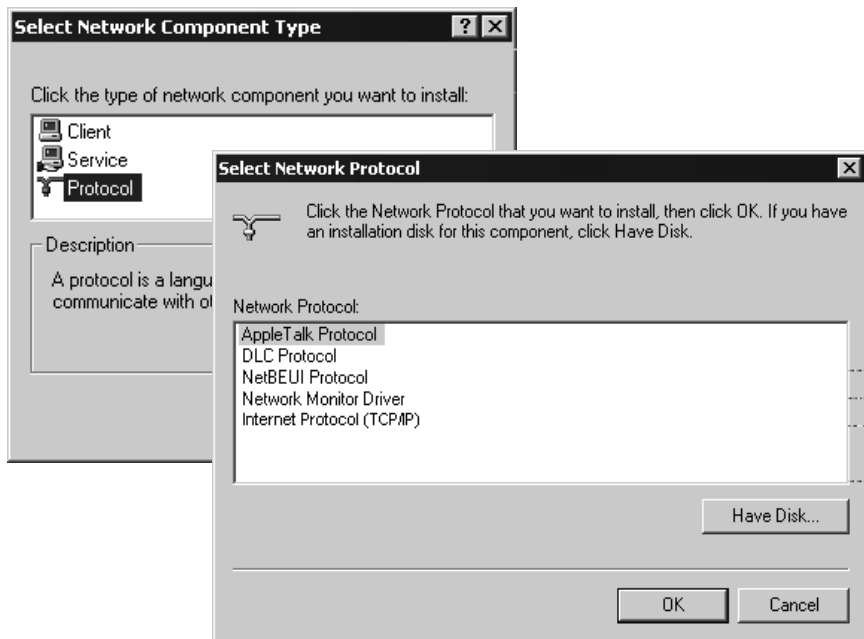 Select Network Component Type
Click the type of network component you want to install:
Client
Service
Protocol
Description
A protocol is a
communicate with
Select Network Protocol
Click the Network Protocol that you want to install, then click OK. If you have
an installation disk for this component, click Have Disk.
Network Protocol:
AppleTalk Protocol
DLC Protocol
NetBEUI Protocol
Network Monitor Driver
Internet Protocol (TCP/IP)
Have Disk...
OK
Cancel